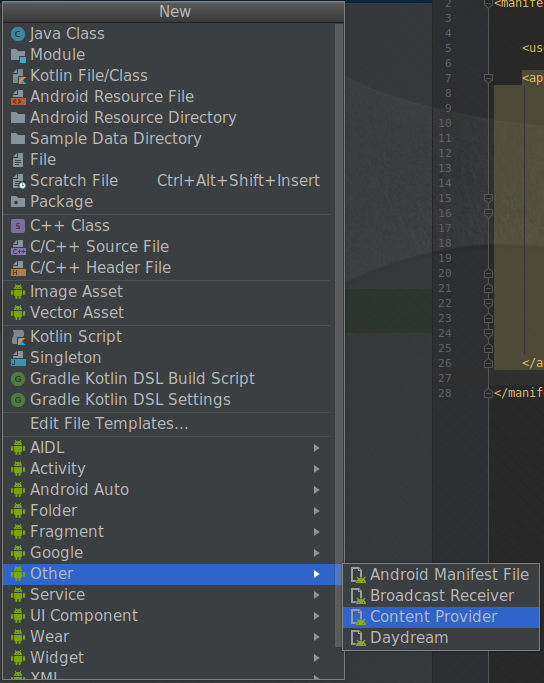 New
Java Class
Module
Kotlin File/Class
Android Resource File
Android Resource Directory
Sample Data Directory
File
Scratch File Ctrl+Alt+Shift+Insert
Package
C++ Class
C/C++ Source File
C/C++ Header File
Image Asset
Vector Asset
Kotlin Script
Singleton
Gradle Kotlin DSL Build Script
Gradle Kotlin DSL Settings
Edit File Templates...
AIDL
Activity
Android Auto
Folder
Fragment
Google
Other
Service
UI Component
Wear
Widget
XML
Android Manifest File
Broadcast Receiver
Content Provider
Daydream
2 <manife
3
4
5 <use
6
7 <ap
8
9
10
11
12
13
14
15
16
17
18
19
20
21
22
23
24
25
26 </a
27
28 </manife